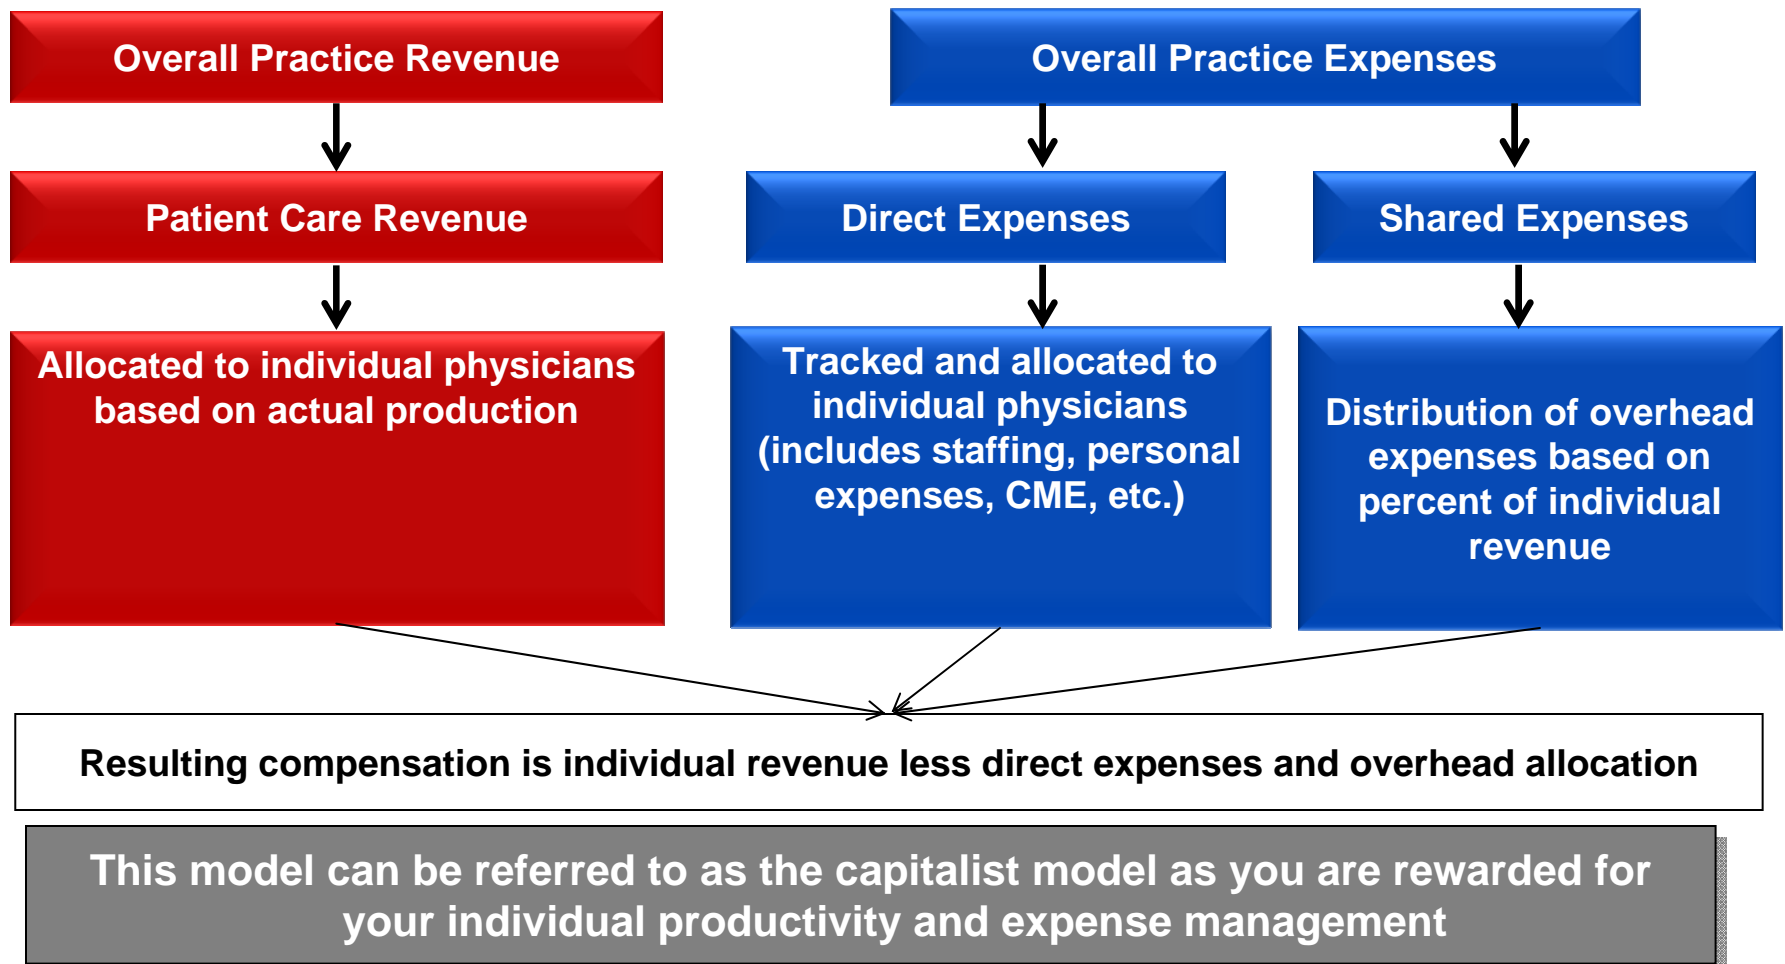 Overall Practice Revenue
Overall Practice Expenses
Patient Care Revenue
Direct Expenses
Shared Expenses
Allocated to individual physicians
based on actual production
Tracked and allocated to
individual physicians
(includes staffing, personal
expenses, CME, etc.)
Distribution of overhead
expenses based on
percent of individual
revenue
Resulting compensation is individual revenue less direct expenses and overhead allocation
This model can be referred to as the capitalist model as you are rewarded for
your individual productivity and expense management